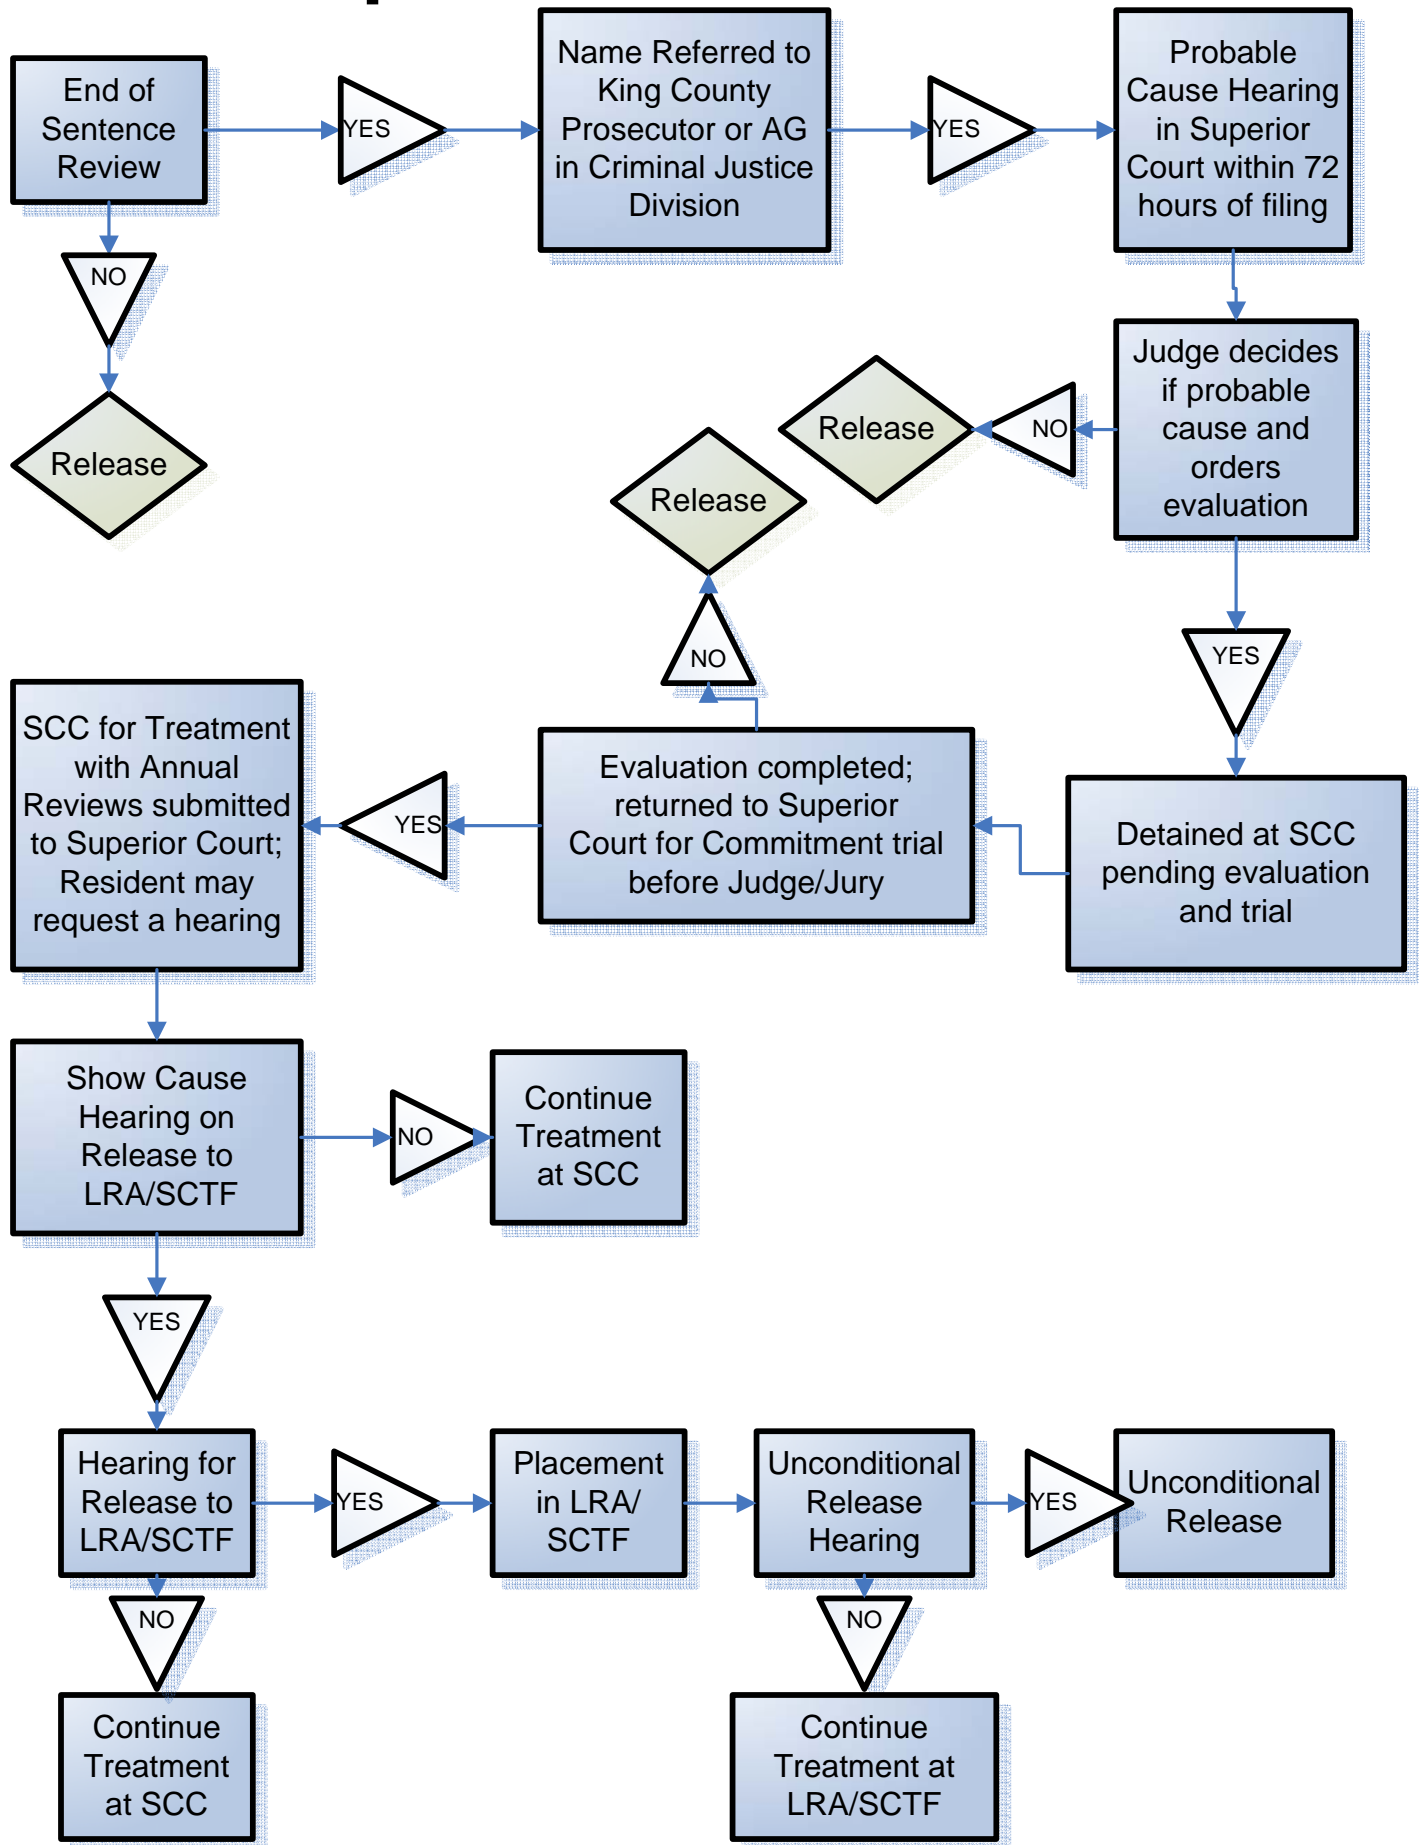 End of
Sentence
Review
YES
Name Referred to
King County
Prosecutor or AG
in Criminal Justice
Division
YES
Probable
Cause Hearing
in Superior
Court within 72
hours of filing
NO
Release
Judge decides
if probable
cause and
orders
evaluation
NO
Release
YES
Detained at SCC
pending evaluation
and trial
Evaluation completed;
returned to Superior
Court for Commitment trial
before Judge/Jury
NO
Release
YES
SCC for Treatment
with Annual
Reviews submitted
to Superior Court;
Resident may
request a hearing
Show Cause
Hearing on
Release to
LRA/SCTF
NO
Continue
Treatment
at SCC
YES
Hearing for
Release to
LRA/SCTF
YES
Placement
in LRA/
SCTF
Unconditional
Release
Hearing
YES
Unconditional
Release
NO
Continue
Treatment
at SCC
NO
Continue
Treatment at
LRA/SCTF